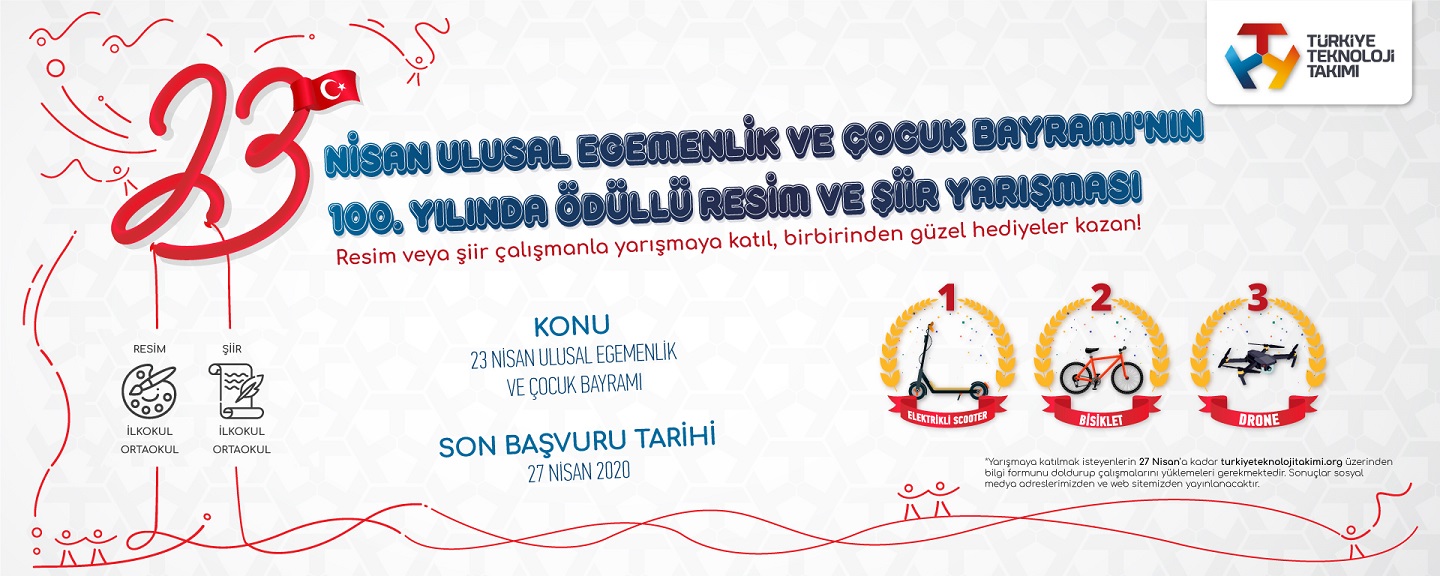 TÜRKİYE
TEKNOLOJİ
TAKIMI
23
NİSAN ULUSAL EGEMENLİK VE ÇOCUK BAYRAMI'NIN
100. YILINDA ÖDÜLLÜ RESİM VE ŞİİR YARIŞMASI
Resim veya şiir çalışmanla yarışmaya katıl, birbirinden güzel hediyeler kazan!
RESİM
İLKOKUL
ORTAOKUL
ŞİİR
İLKOKUL
ORTAOKUL
KONU
23 NİSAN ULUSAL EGEMENLİK
VE ÇOCUK BAYRAMI
SON BAŞVURU TARİHİ
27 NİSAN 2020
1
ELEKTRİKLİ SCOOTER
2
BİSİKLET
3
DRONE
*Yarışmaya katılmak isteyenlerin 27 Nisan'a kadar turkiyeteknolojitakimi.org üzerinden
bilgi formunu doldurup çalışmalarını yüklemeleri gerekmektedir. Sonuçlar sosyal
medya adreslerimizden ve web sitemizden yayınlanacaktır.